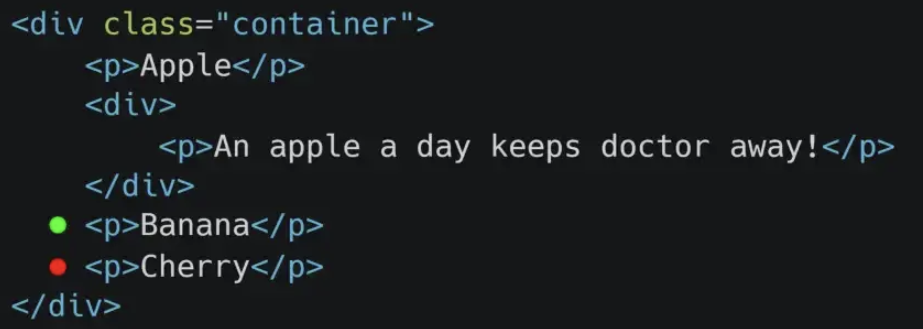 <div class="container">
    <p>Apple</p>
    <div>
        <p>An apple a day keeps doctor away!</p>
    </div>
    <p>Banana</p>
    <p>Cherry</p>
</div>